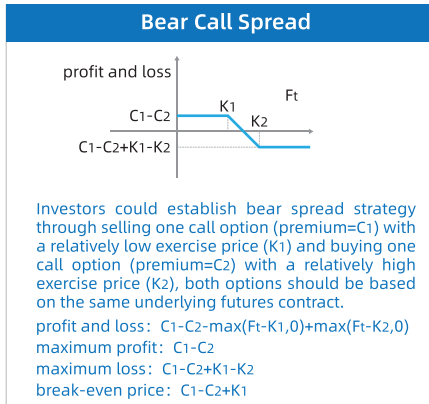 Bear Call Spread
profit and loss
Ft
K1
C1-C2
K2
C1-C2+K1-K2
Investors could establish bear spread strategy
through selling one call option (premium=C1) with
a relatively low exercise price (K1) and buying one
call option (premium=C2) with a relatively high
exercise price (K2), both options should be based
on the same underlying futures contract.
profit and loss: C1-C2-max(Ft-K1,0)+max(Ft-K2,0)
maximum profit: C1-C2
maximum loss: C1-C2+K1-K2
break-even price: C1-C2+K1